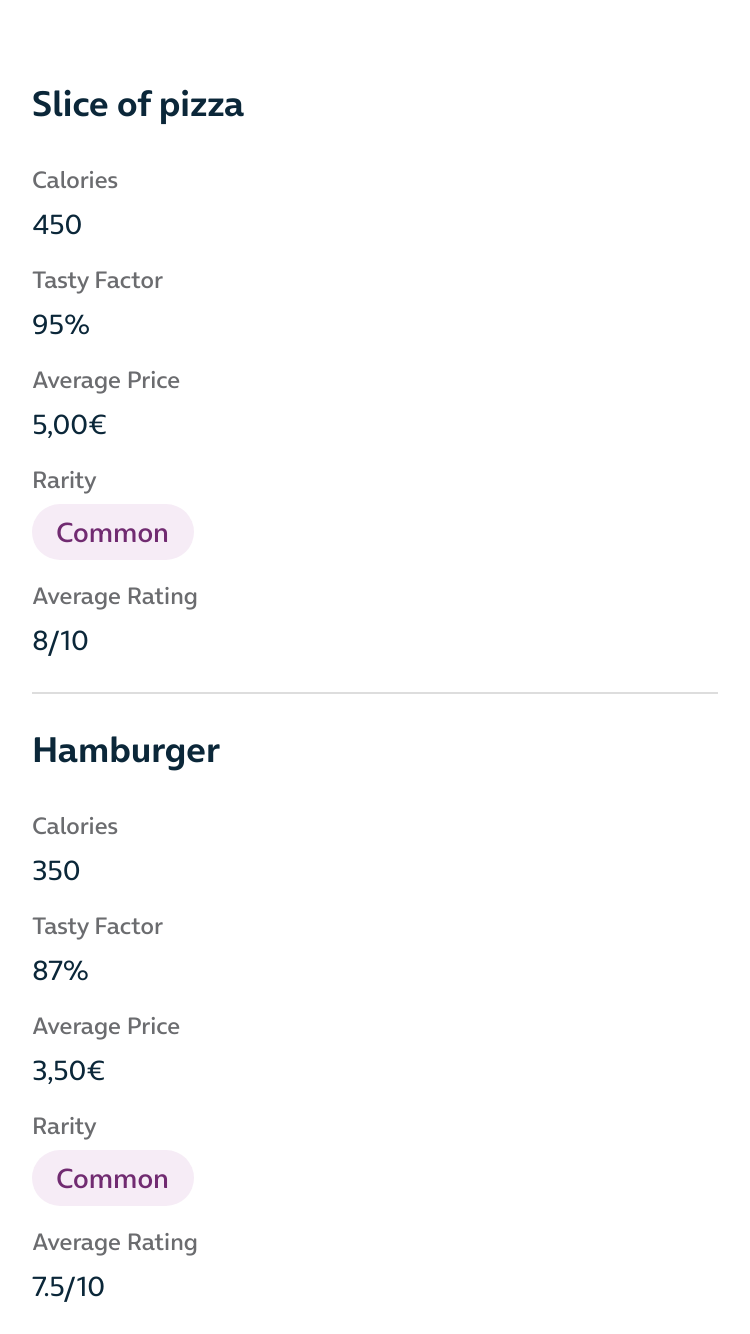 Slice of pizza
Calories
450
Tasty Factor
95%
Average Price
5,00€
Rarity
Common
Average Rating
8/10
Hamburger
Calories
350
Tasty Factor
87%
Average Price
3,50€
Rarity
Common
Average Rating
7.5/10